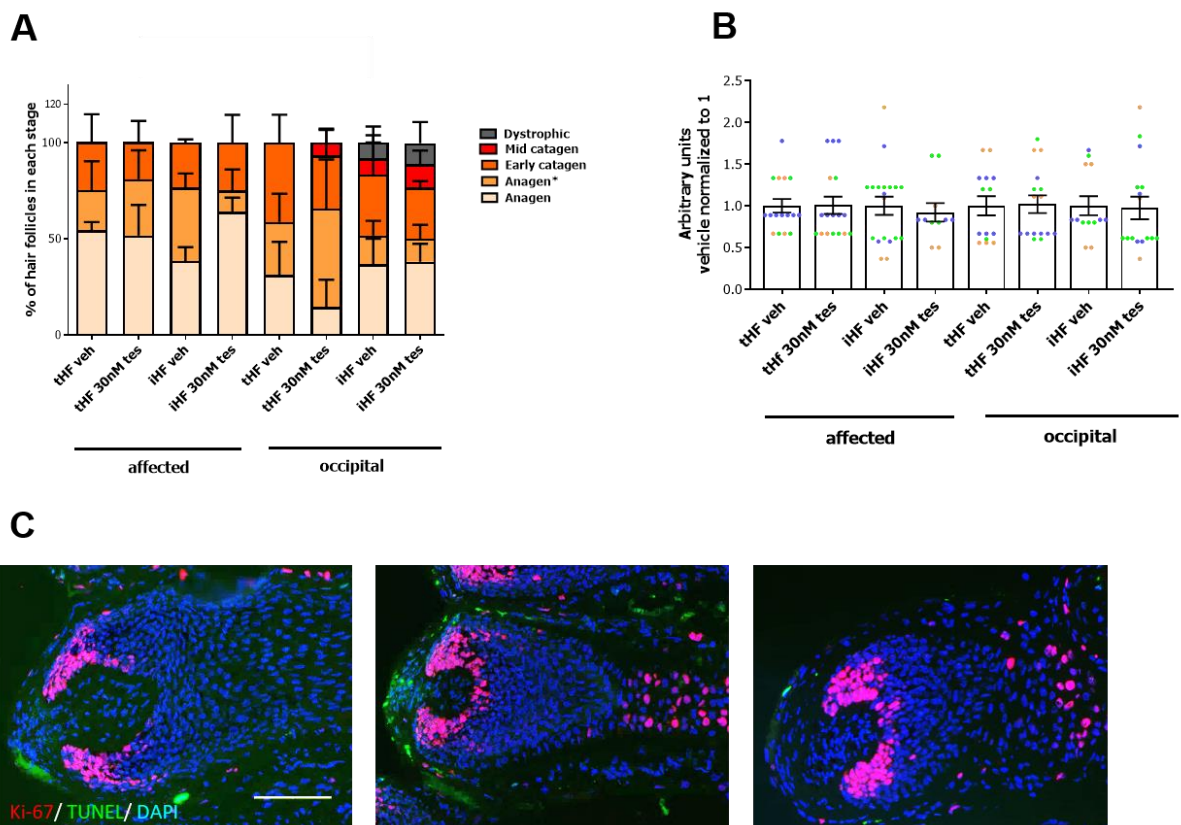 A
% of hair follicles in each stage
120
100
50
0
tHF veh
tHF 30nM tes
iHF veh
iHF 30nM tes
tHF veh
tHF 30nM tes
iHF veh
iHF 30nM tes
affected
occipital
Dystrophic
Mid catagen
Early catagen
Anagen*
Anagen
B
Arbitrary units
vehicle normalized to 1
2.5
2.0
1.5
1.0
0.5
0.0
tHF veh
tHF 30nM tes
iHF veh
iHF 30nM tes
tHF veh
tHF 30nM tes
iHF veh
iHF 30nM tes
affected
occipital
C
Ki-67/ TUNEL/ DAPI